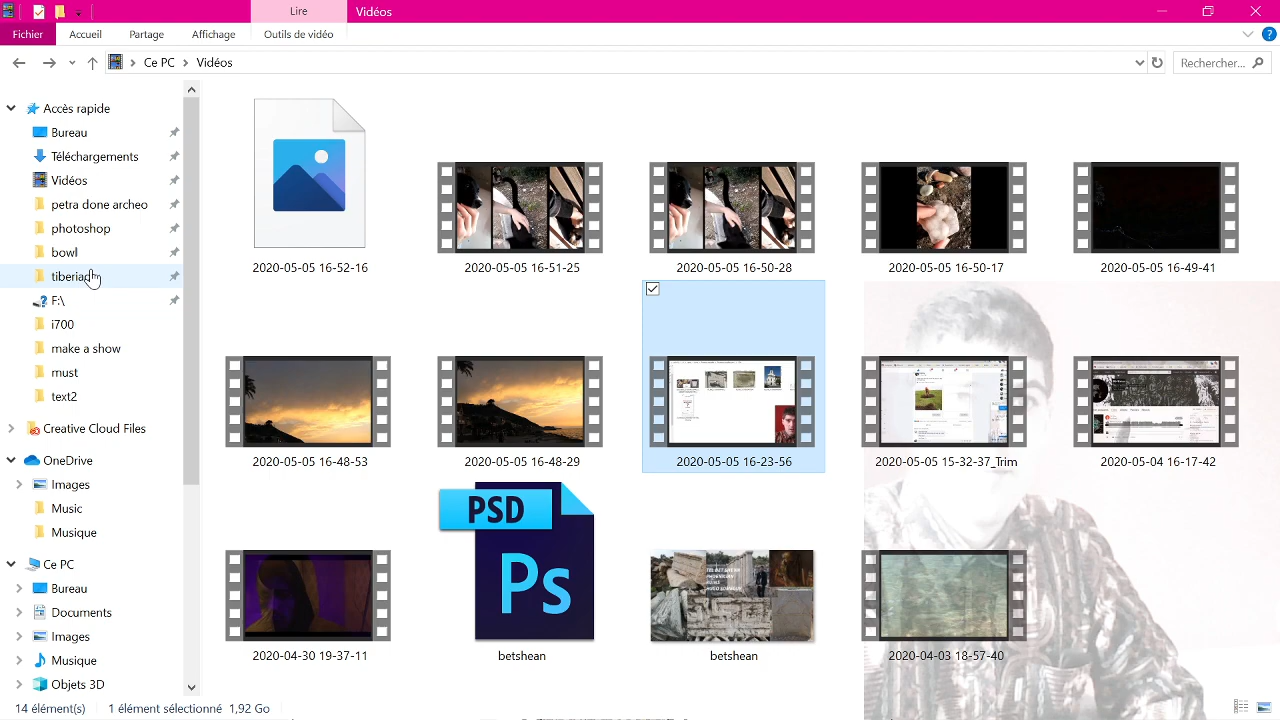 Lire
Vidéos
Fichier
Accueil
Partage
Affichage
Outils de vidéo
Ce PC > Vidéos
Rechercher...
Accès rapide
Bureau
Téléchargements
Vidéos
petra done archeo
photoshop
bowl
tiberiade
F:\
i700
make a show
must
text2
Creative Cloud Files
OneDrive
Images
Music
Musique
Ce PC
Bureau
Documents
Images
Musique
Objets 3D
2020-05-05 16-52-16
2020-05-05 16-51-25
2020-05-05 16-50-28
2020-05-05 16-50-17
2020-05-05 16-49-41
2020-05-05 16-48-53
2020-05-05 16-48-29
2020-05-05 16-23-56
2020-05-05 15-32-37_Trim
2020-05-04 16-17-42
PSD
Ps
2020-04-30 19-37-11
betshean
betshean
2020-04-03 18-57-40
14 élément(s)
1 élément sélectionné 1,92 Go